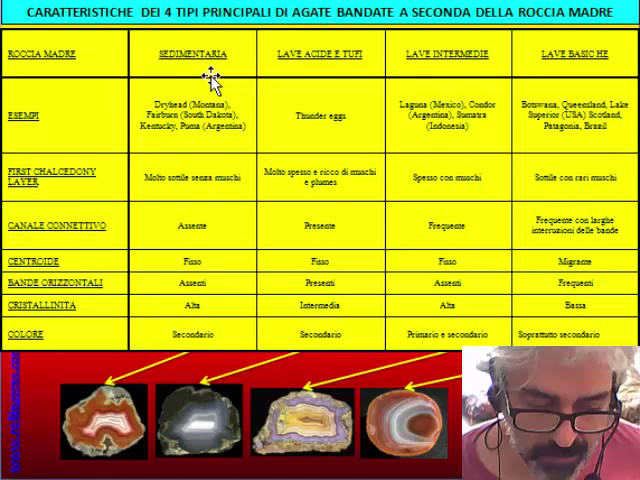 CARATTERISTICHE DEI 4 TIPI PRINCIPALI DI AGATE BANDATE A SECONDA DELLA ROCCIA MADRE
ROCCIA MADRE
SEDIMENTARIA
LAVE ACIDE E TUFI
LAVE INTERMEDIE
LAVE BASIC HE
ESEMPI
Dryhead (Montana),
Fairburn (South Dakota),
Kentucky, Puma (Argentina)
Thunder eggs
Laguna (Mexico), Condor
(Argentina), Sumatra
(Indonesia)
Botswana, Queensland, Lake
Superior (USA) Scotland,
Patagonia, Brazil
FIRST CHALCEDONY
LAYER
Molto sottile senza muschi
Molto spesso e ricco di muschi
e plumes
Spesso con muschi
Sottile con rari muschi
CANALE CONNETTIVO
Assente
Presente
Frequente
Frequente con larghe
interruzioni delle bande
CENTROIDE
Fisso
Fisso
Fisso
Migrante
BANDE ORIZZONTALI
Assenti
Presenti
Assenti
Frequenti
CRISTALLINITÀ
Alta
Intermedia
Alta
Bassa
COLORE
Secondario
Secondario
Primario e secondario
Soprattutto secondario